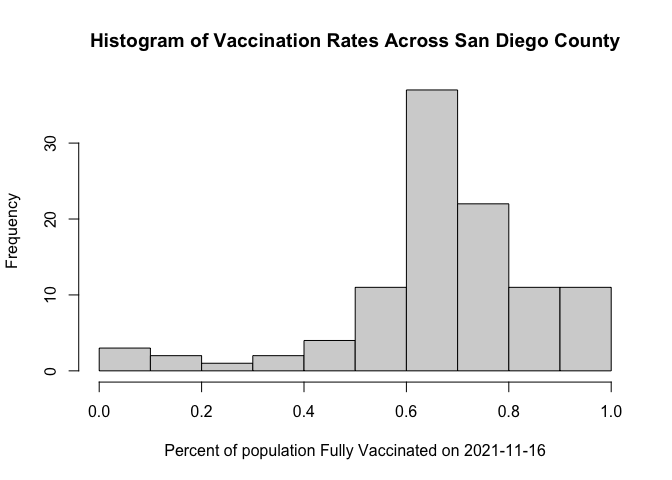 Histogram of Vaccination Rates Across San Diego County
Frequency
30
20
10
0
0.0 0.2 0.4 0.6 0.8 1.0
Percent of population Fully Vaccinated on 2021-11-16